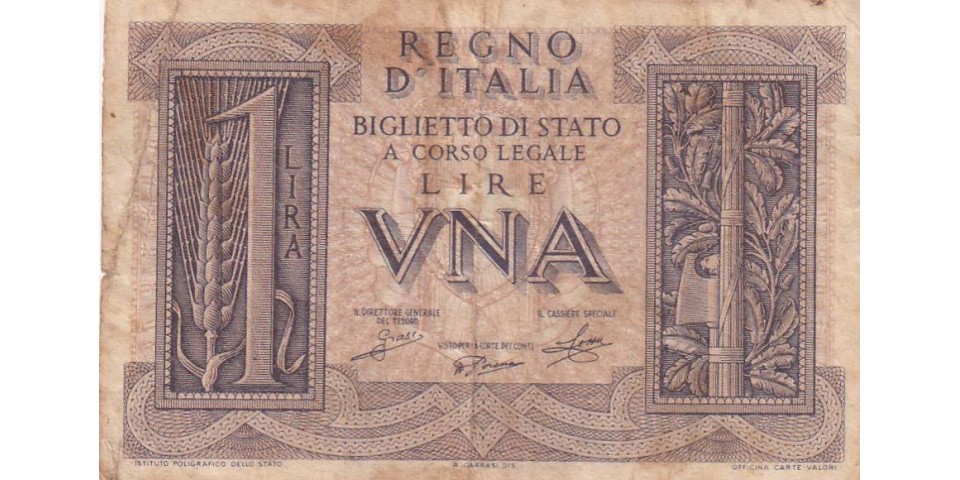 REGNO
D'ITALIA
BIGLIETTO DI STATO
A CORSO LEGALE
LIRE
VNA
1
LIRA
IL DIRETTORE GENERALE
DEL TESORO
IL CASSIERE SPECIALE
VISTO PER LA CORTE DEI CONTI
ISTITUTO POLIGRAFICO DELLO STATO
OFFICINA CARTE VALORI